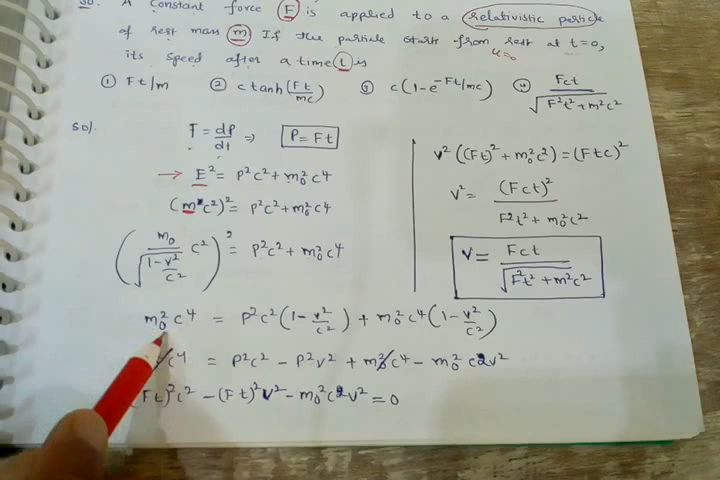 30. A constant force F is applied to a relativistic particle
of rest mass m If the particle starts from rest at t=0,
u=0
its speed after a time t is
① Ft/m ② c tanh(Ft/mc) ③ c(1-e^-Ft/mc) ④ Fct/√F²t²+m²c²
Sol.
F = dP/dt ⇒ P = Ft
→ E² = P²c² + m₀²c⁴
(m c²)² = P²c² + m₀²c⁴
(m₀/√1-v²/c² c²)² = P²c² + m₀²c⁴
m₀²c⁴ = P²c²(1-v²/c²) + m₀²c⁴(1-v²/c²)
c⁴ = P²c² - P²v² + m₀²c⁴ - m₀²c²v²
Ft)²c² - (Ft)²v² - m₀²c²v² = 0
v²((Ft)²+m₀²c²) = (Ftc)²
v² = (Fct)²/F²t²+m₀²c²
v = Fct/√F²t²+m²c²